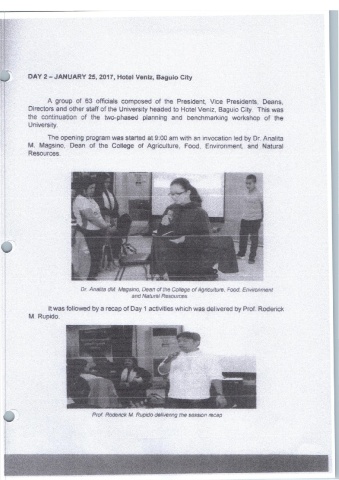 DAY 2 – JANUARY 25, 2017, Hotel Veniz, Baguio City
A group of 63 officials composed of the President, Vice Presidents, Deans,
Directors and other staff of the University headed to Hotel Veniz, Baguio City. This was
the continuation of the two-phased planning and benchmarking workshop of the
University.
The opening program was started at 9:00 am with an invocation led by Dr. Analita
M. Magsino, Dean of the College of Agriculture, Food, Environment, and Natural
Resources.
Dr. Analita dM. Magsino, Dean of the College of Agriculture, Food, Environment
and Natural Resources
It was followed by a recap of Day 1 activities which was delivered by Prof. Roderick
M. Rupido.
Prof. Roderick M. Rupido delivering the session recap